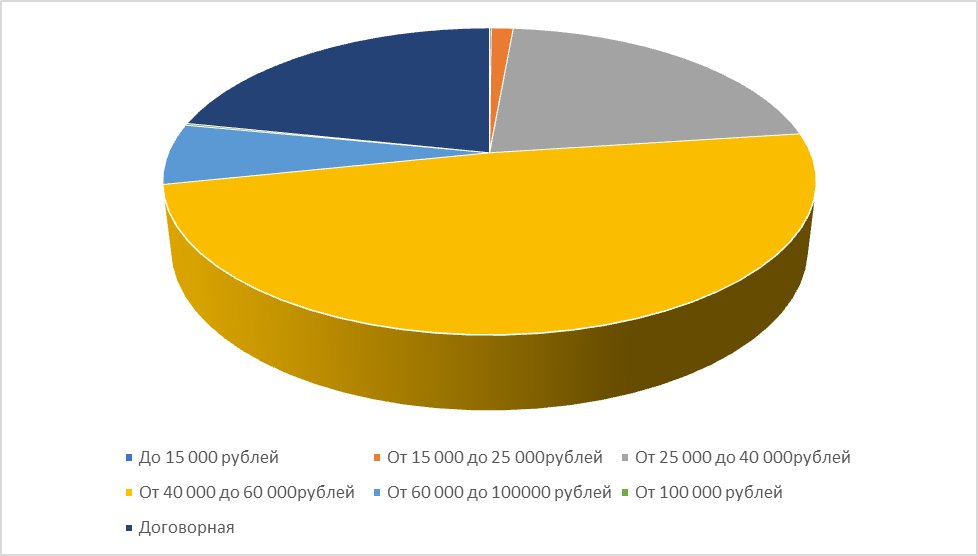 До 15 000 рублей От 15 000 до 25 000рублей От 25 000 до 40 000рублей
От 40 000 до 60 000рублей От 60 000 до 100000 рублей От 100 000 рублей
Договорная